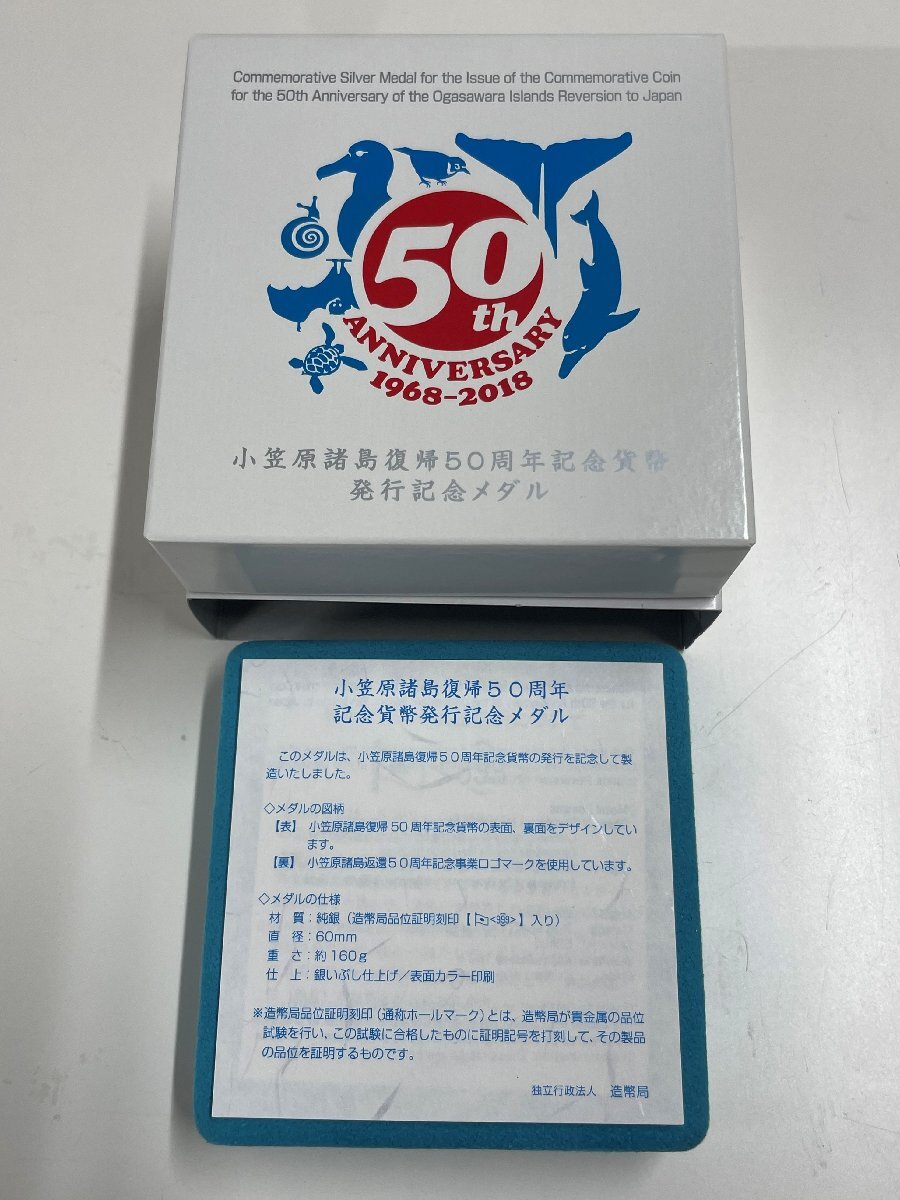 Commemorative Silver Medal for the Issue of the Commemorative Coin
for the 50th Anniversary of the Ogasawara Islands Reversion to Japan
50th
ANNIVERSARY
1968-2018
小笠原諸島復帰50周年記念貨幣
発行記念メダル
小笠原諸島復帰50周年
記念貨幣発行記念メダル
このメダルは、小笠原諸島復帰50周年記念貨幣の発行を記念して製
造いたしました。
◇メダルの図柄
【表】 小笠原諸島復帰50周年記念貨幣の表面、裏面をデザインしてい
ます。
【裏】 小笠原諸島返還50周年記念事業ロゴマークを使用しています。
◇メダルの仕様
材 質：純銀（造幣局品位証明刻印【 】入り）
直 径：60mm
重 さ：約160g
仕 上：銀いぶし仕上げ／表面カラー印刷
※造幣局品位証明刻印（通称ホールマーク）とは、造幣局が貴金属の品位
試験を行い、この試験に合格したものに証明記号を打刻して、その製品
の品位を証明するものです。
独立行政法人 造幣局